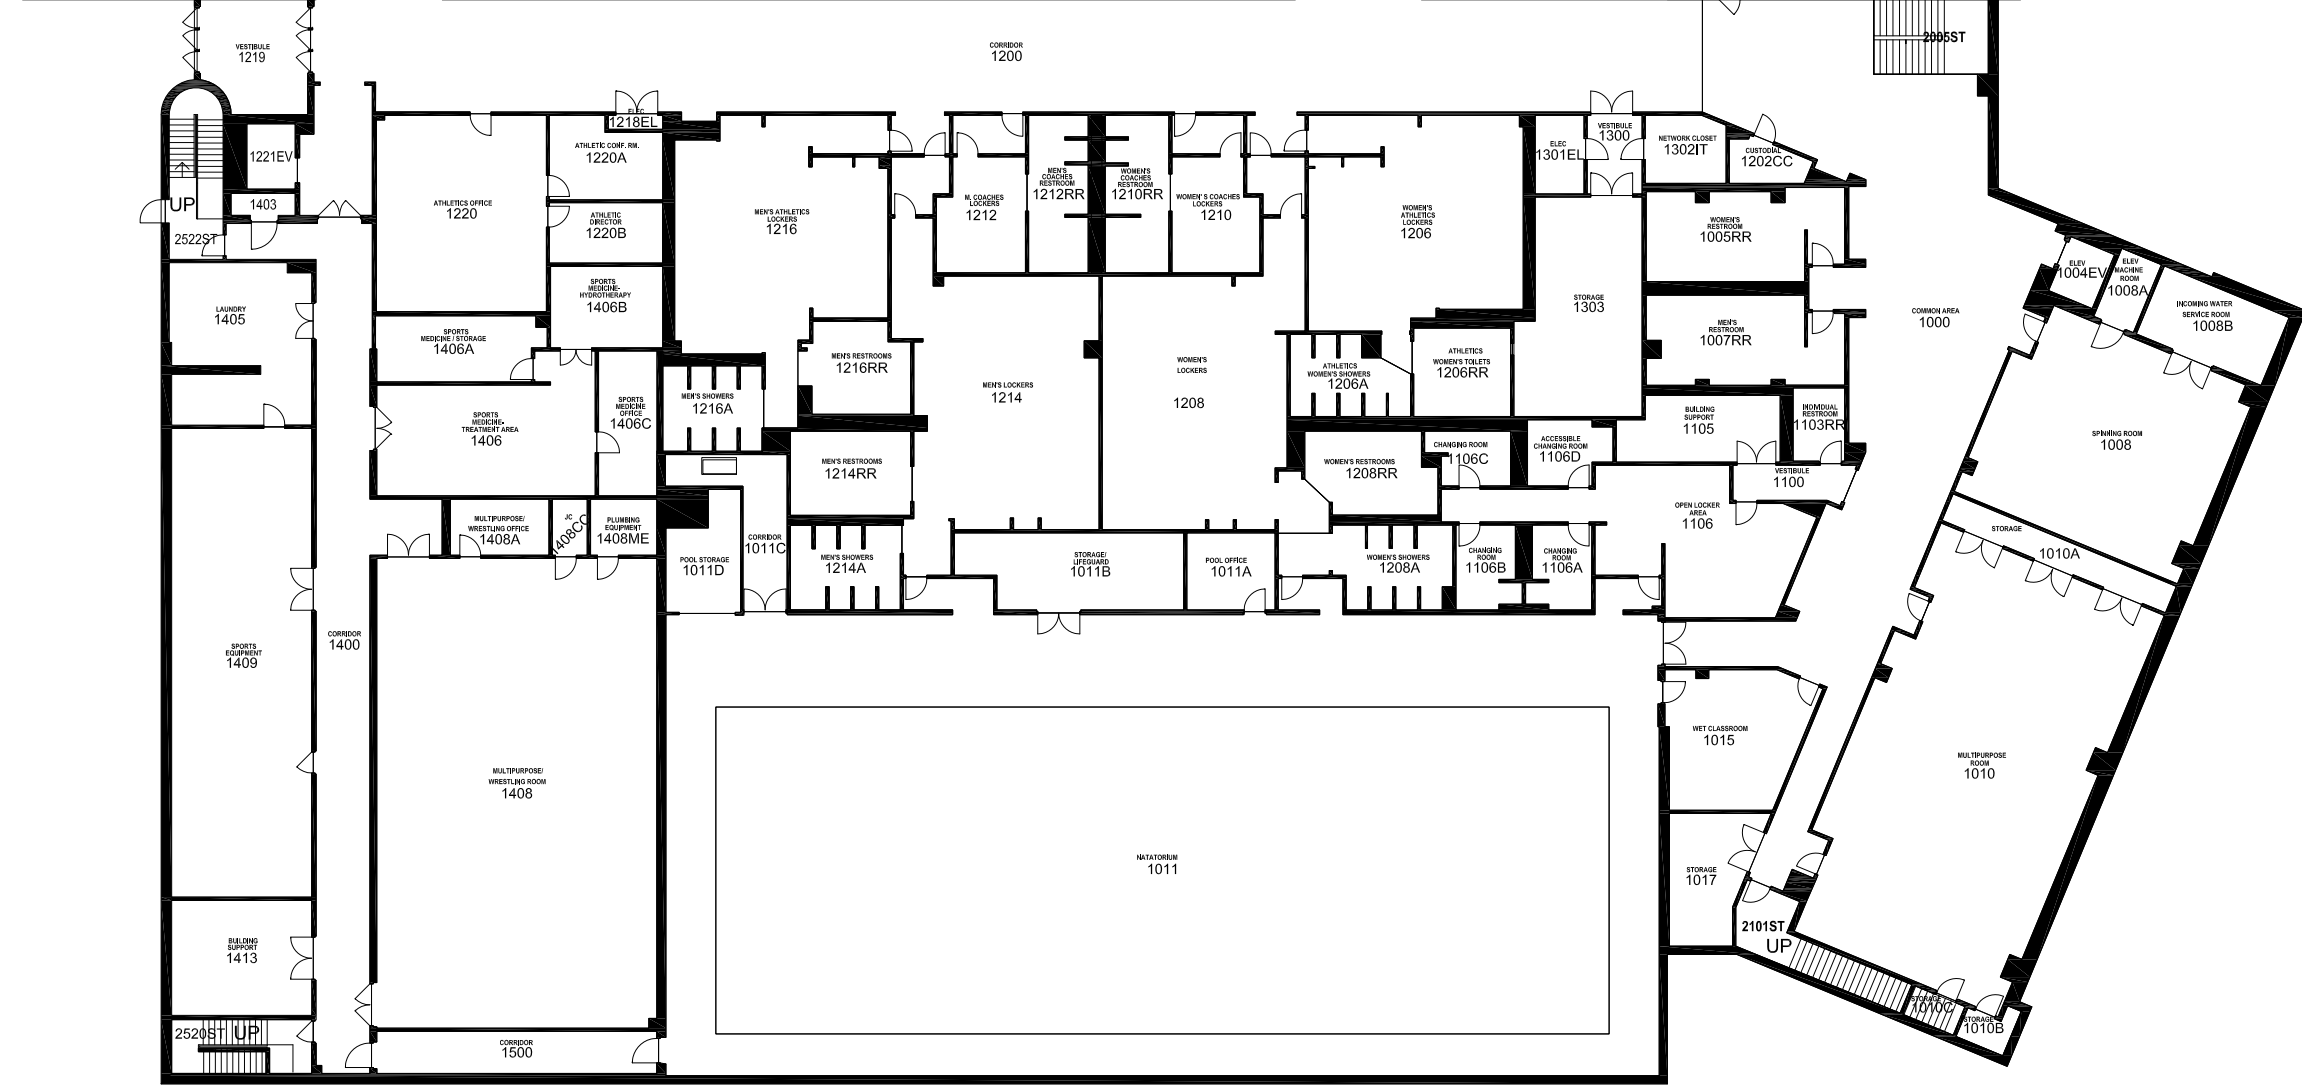 VESTIBULE
1219
CORRIDOR
1200
2005ST
ELEC
1218EL
1221EV
1403
UP
2522ST
ATHLETICS OFFICE
1220
ATHLETIC CONF. RM.
1220A
ATHLETIC
DIRECTOR
1220B
SPORTS
MEDICINE-
HYDROTHERAPY
1406B
MEN'S ATHLETICS
LOCKERS
1216
M. COACHES
LOCKERS
1212
MEN'S
COACHES
RESTROOM
1212RR
WOMEN'S
COACHES
RESTROOM
1210RR
WOMEN'S COACHES
LOCKERS
1210
WOMEN'S
ATHLETICS
LOCKERS
1206
ELEC
1301EL
VESTIBULE
1300
NETWORK CLOSET
1302IT
CUSTODIAL
1202CC
WOMEN'S
RESTROOM
1005RR
MEN'S
RESTROOM
1007RR
STORAGE
1303
COMMON AREA
1000
ELEV
1004EV
ELEV
MACHINE
ROOM
1008A
INCOMING WATER
SERVICE ROOM
1008B
LAUNDRY
1405
SPORTS
MEDICINE / STORAGE
1406A
SPORTS
MEDICINE-
TREATMENT AREA
1406
SPORTS
MEDICINE
OFFICE
1406C
MEN'S SHOWERS
1216A
MEN'S RESTROOMS
1216RR
MEN'S LOCKERS
1214
WOMEN'S
LOCKERS
1208
ATHLETICS
WOMEN'S SHOWERS
1206A
ATHLETICS
WOMEN'S TOILETS
1206RR
BUILDING
SUPPORT
1105
INDIVIDUAL
RESTROOM
1103RR
SPINNING ROOM
1008
MEN'S RESTROOMS
1214RR
WOMEN'S RESTROOMS
1208RR
CHANGING ROOM
1106C
ACCESSIBLE
CHANGING ROOM
1106D
VESTIBULE
1100
OPEN LOCKER
AREA
1106
MULTIPURPOSE/
WRESTLING OFFICE
1408A
JC
1408CC
PLUMBING
EQUIPMENT
1408ME
POOL STORAGE
1011D
CORRIDOR
1011C
MEN'S SHOWERS
1214A
STORAGE/
LIFEGUARD
1011B
POOL OFFICE
1011A
WOMEN'S SHOWERS
1208A
CHANGING
ROOM
1106B
CHANGING
ROOM
1106A
STORAGE
1010A
SPORTS
EQUIPMENT
1409
CORRIDOR
1400
MULTIPURPOSE/
WRESTLING ROOM
1408
WET CLASSROOM
1015
MULTIPURPOSE
ROOM
1010
NATATORIUM
1011
STORAGE
1017
BUILDING
SUPPORT
1413
2101ST
UP
STORAGE
1010C
STORAGE
1010B
2520ST UP
CORRIDOR
1500